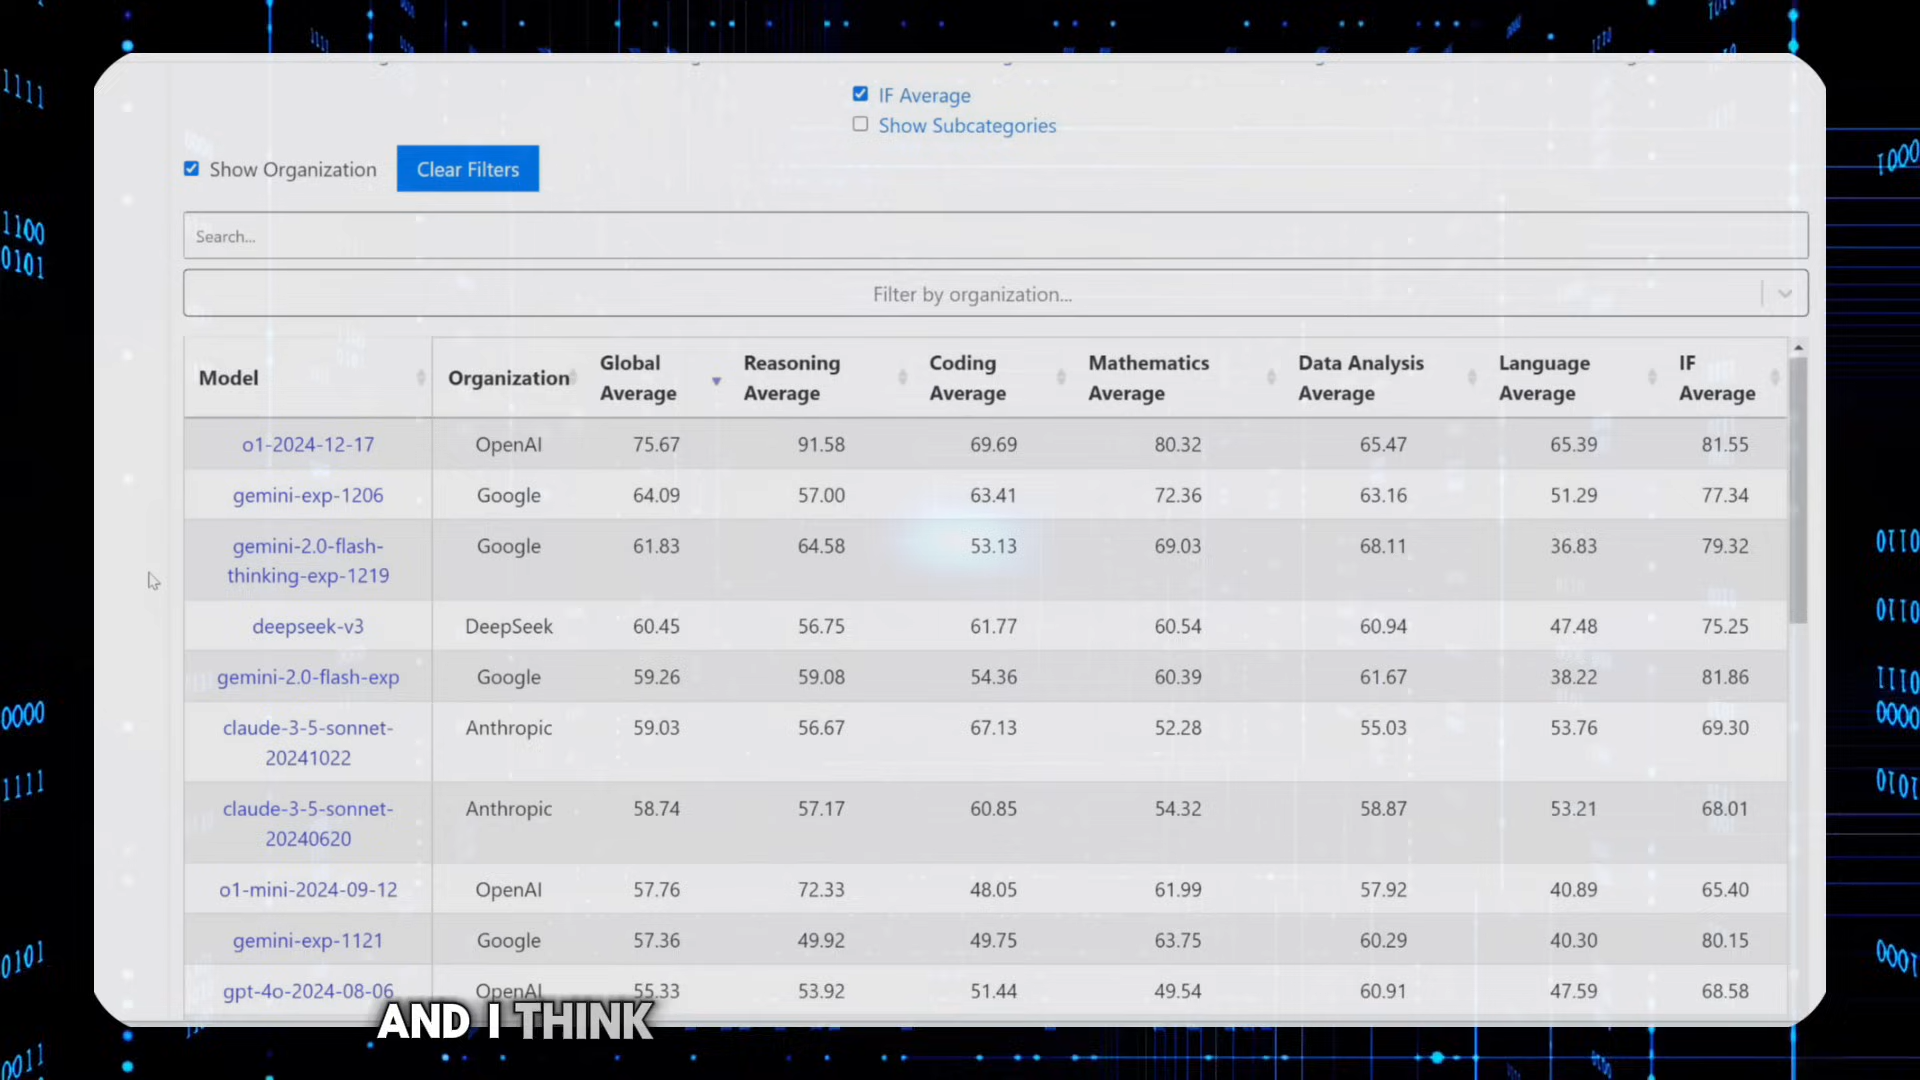 IF Average
Show Subcategories
Show Organization
Clear Filters
Search...
Filter by organization...
Model Organization Global Average Reasoning Average Coding Average Mathematics Average Data Analysis Average Language Average IF Average
o1-2024-12-17 OpenAI 75.67 91.58 69.69 80.32 65.47 65.39 81.55
gemini-exp-1206 Google 64.09 57.00 63.41 72.36 63.16 51.29 77.34
gemini-2.0-flash-thinking-exp-1219 Google 61.83 64.58 53.13 69.03 68.11 36.83 79.32
deepseek-v3 DeepSeek 60.45 56.75 61.77 60.54 60.94 47.48 75.25
gemini-2.0-flash-exp Google 59.26 59.08 54.36 60.39 61.67 38.22 81.86
claude-3-5-sonnet-20241022 Anthropic 59.03 56.67 67.13 52.28 55.03 53.76 69.30
claude-3-5-sonnet-20240620 Anthropic 58.74 57.17 60.85 54.32 58.87 53.21 68.01
o1-mini-2024-09-12 OpenAI 57.76 72.33 48.05 61.99 57.92 40.89 65.40
gemini-exp-1121 Google 57.36 49.92 49.75 63.75 60.29 40.30 80.15
gpt-4o-2024-08-06 OpenAI 55.33 53.92 51.44 49.54 60.91 47.59 68.58
AND I THINK